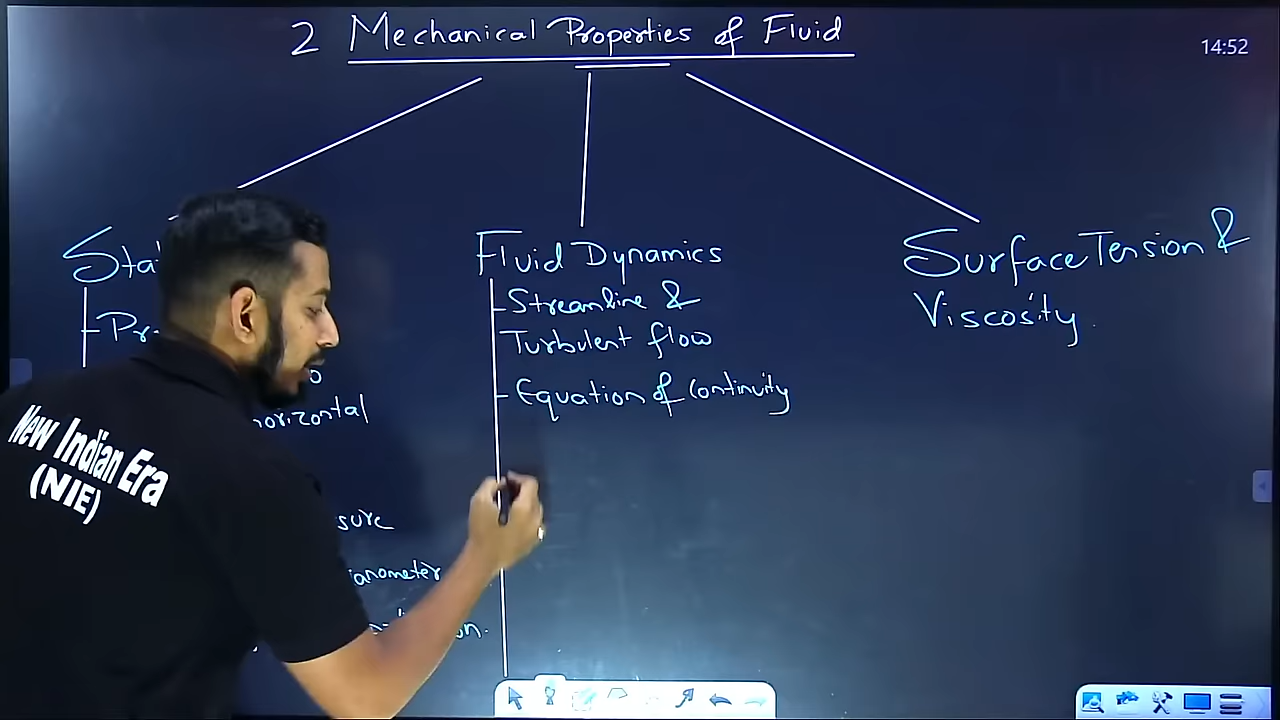 2 Mechanical Properties of Fluid
14:52
Fluid Dynamics
Streamline &
Turbulent flow
Equation of Continuity
Surface Tension &
Viscosity.
horizontal
New Indian Era
(NIE)